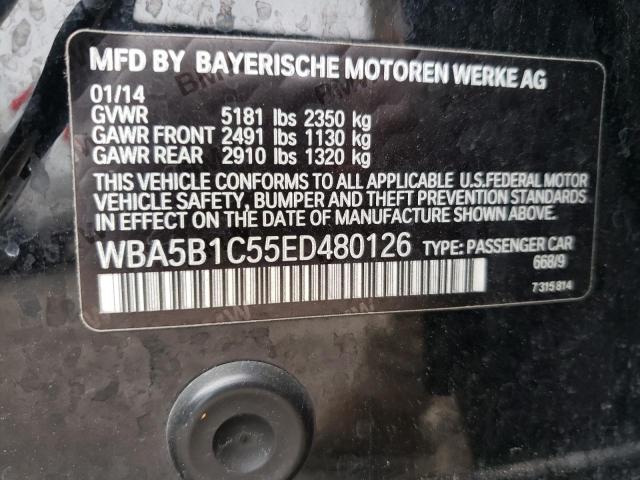 MFD BY BAYERISCHE MOTOREN WERKE AG
01/14
GVWR 5181 lbs 2350 kg
GAWR FRONT 2491 lbs 1130 kg
GAWR REAR 2910 lbs 1320 kg
THIS VEHICLE CONFORMS TO ALL APPLICABLE U.S.FEDERAL MOTOR
VEHICLE SAFETY, BUMPER AND THEFT PREVENTION STANDARDS
IN EFFECT ON THE DATE OF MANUFACTURE SHOWN ABOVE.
WBA5B1C55ED480126 TYPE: PASSENGER CAR
668/9
7315814